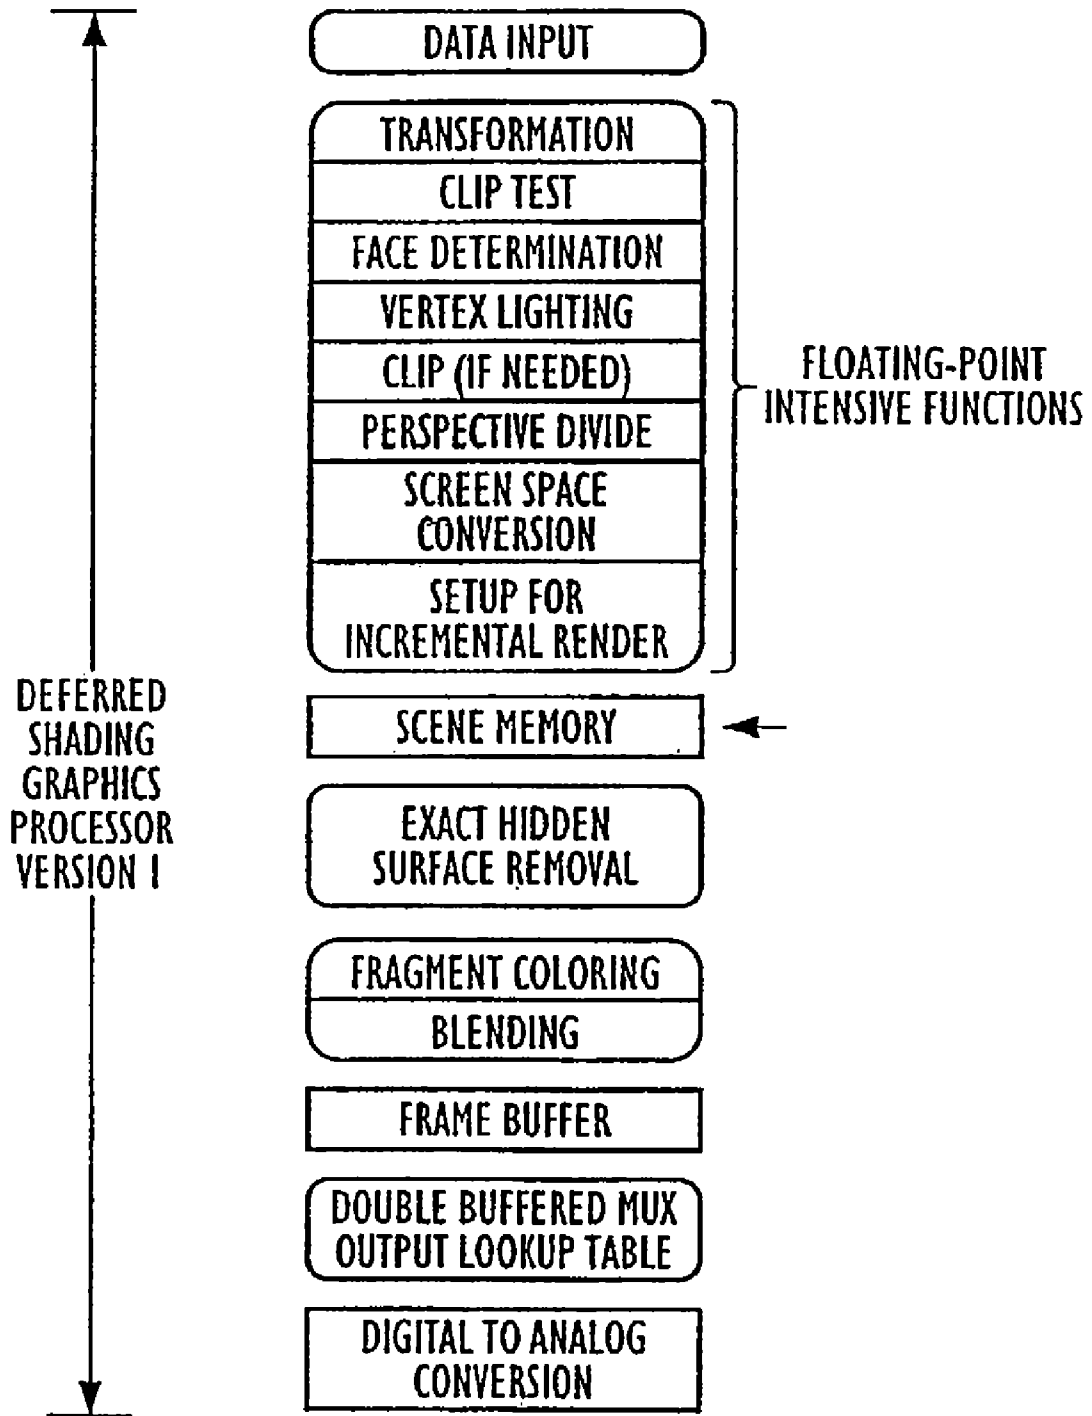 DATA INPUT
TRANSFORMATION
CLIP TEST
FACE DETERMINATION
VERTEX LIGHTING
CLIP (IF NEEDED)
PERSPECTIVE DIVIDE
SCREEN SPACE
CONVERSION
SETUP FOR
INCREMENTAL RENDER
FLOATING-POINT
INTENSIVE FUNCTIONS
DEFERRED
SHADING
GRAPHICS
PROCESSOR
VERSION 1
SCENE MEMORY
EXACT HIDDEN
SURFACE REMOVAL
FRAGMENT COLORING
BLENDING
FRAME BUFFER
DOUBLE BUFFERED MUX
OUTPUT LOOKUP TABLE
DIGITAL TO ANALOG
CONVERSION